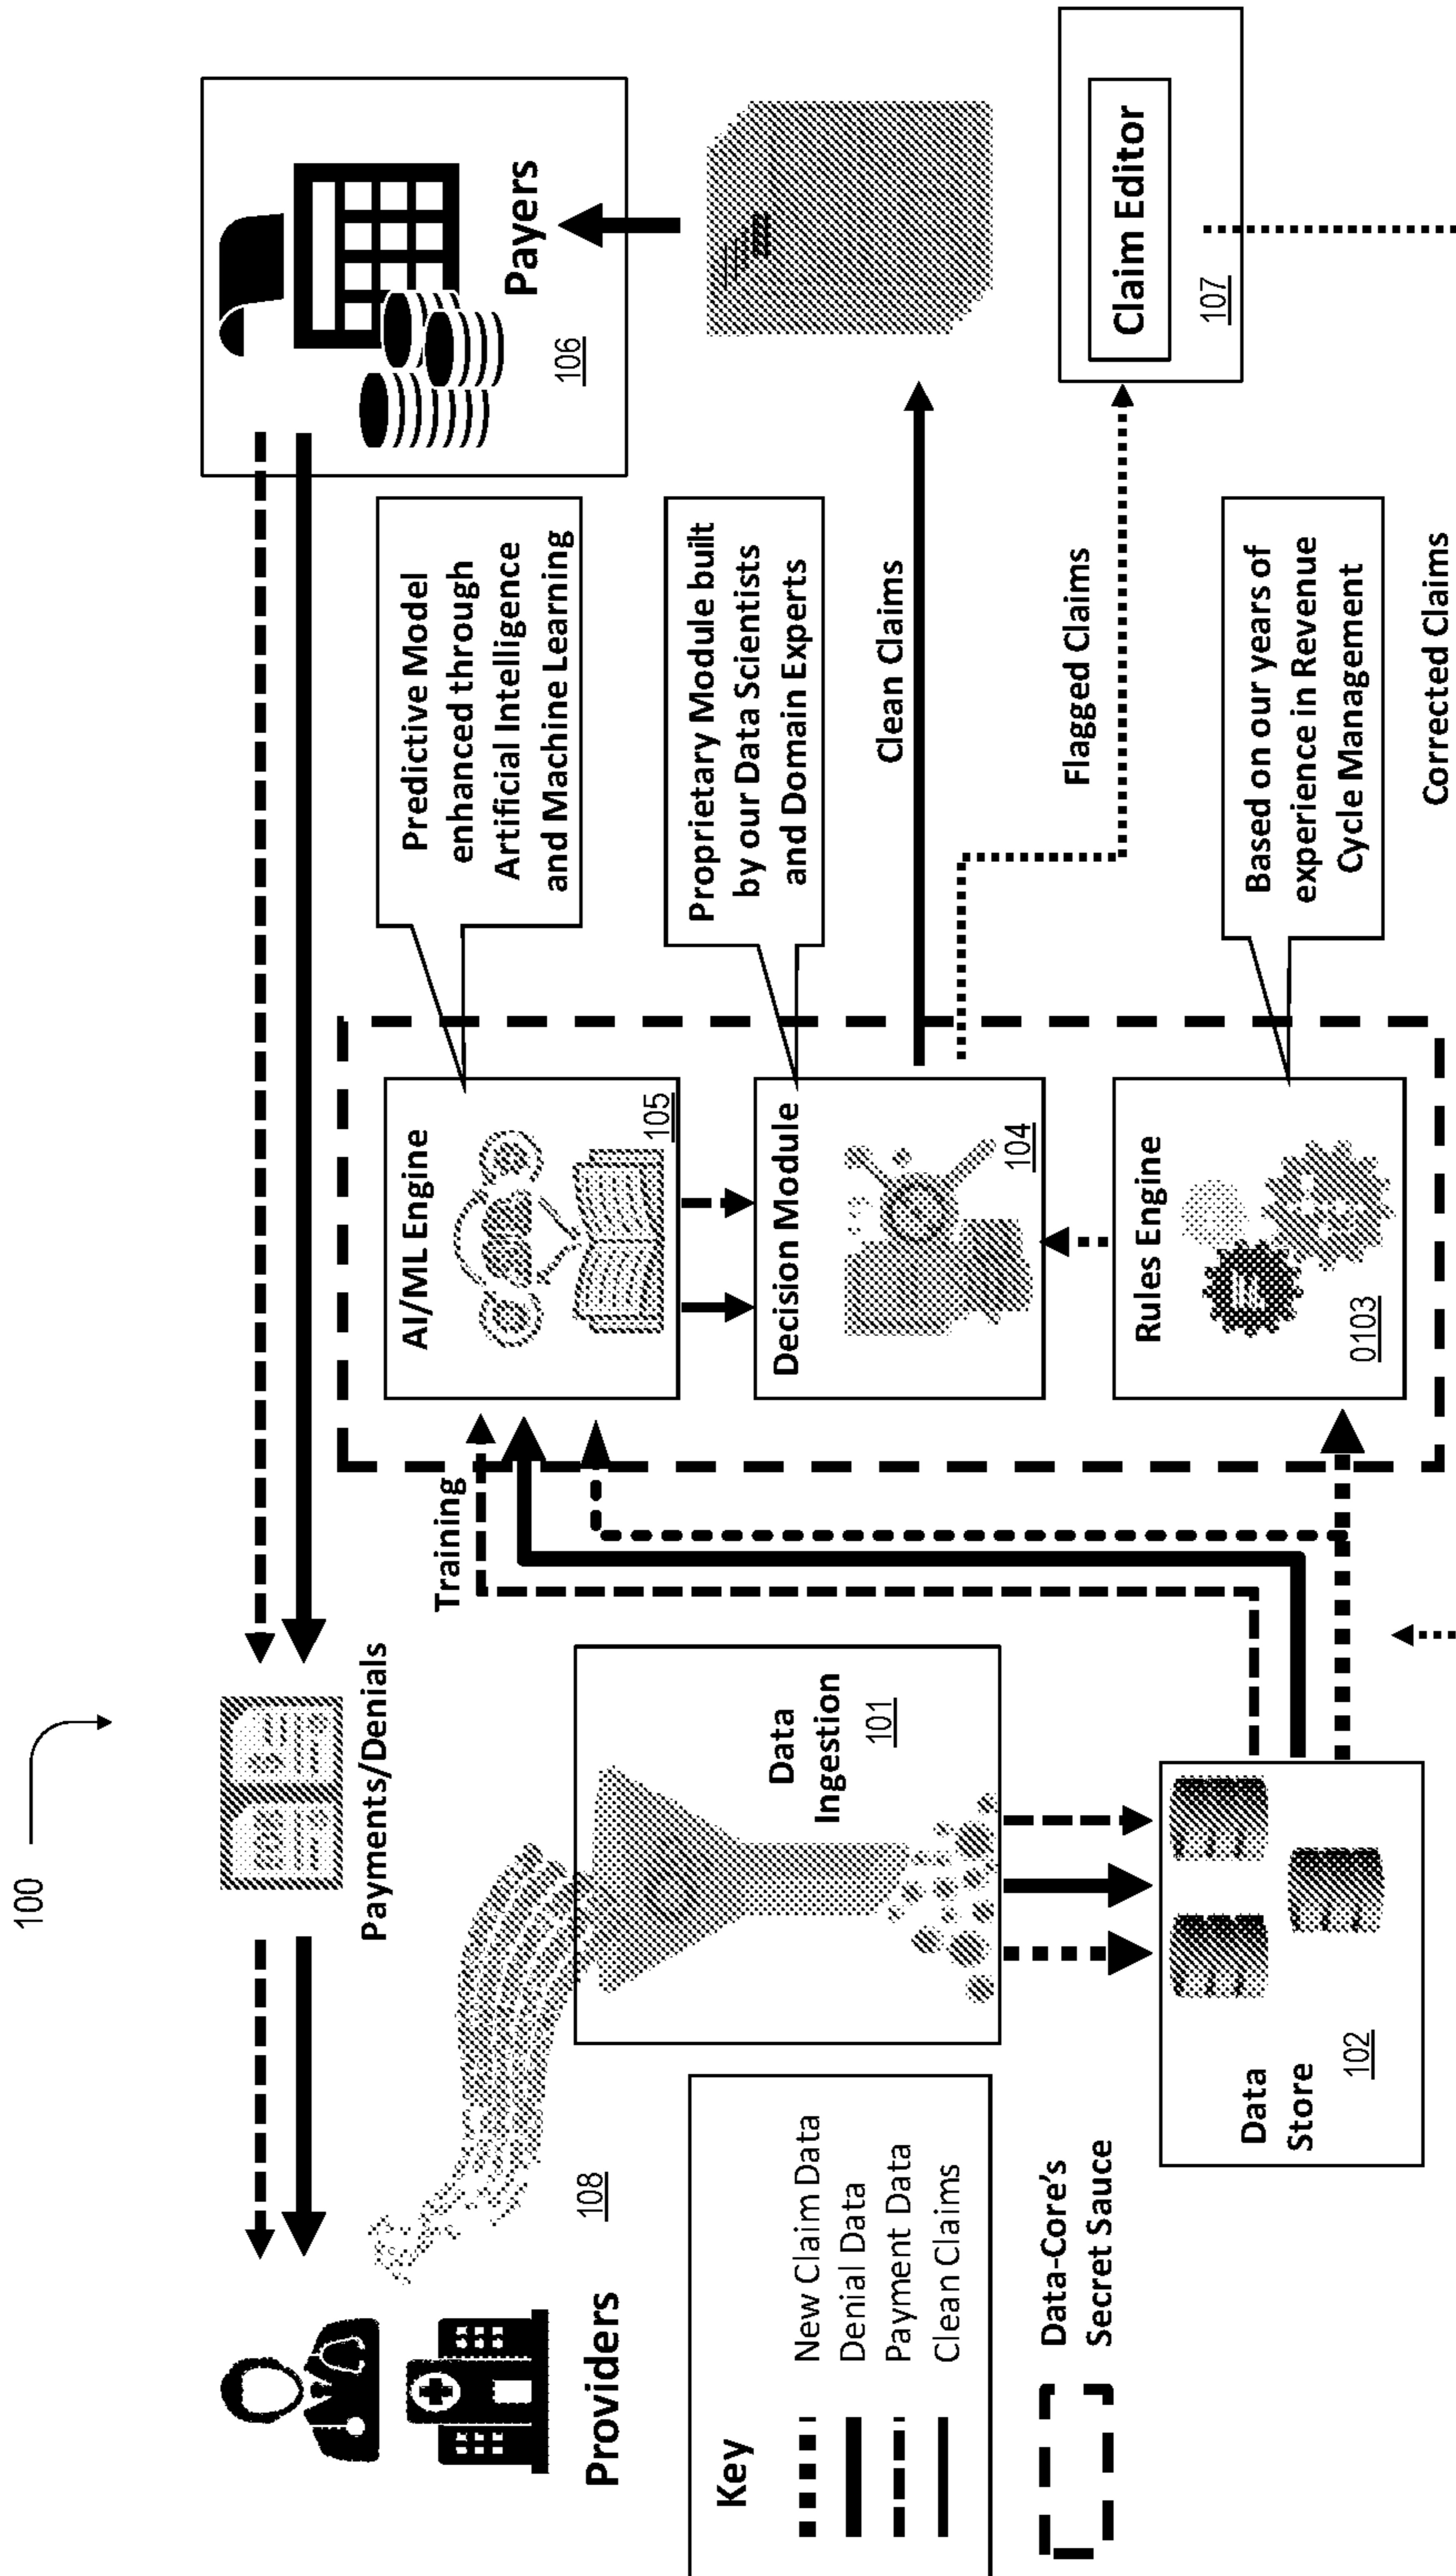 100
Providers
108
Payments/Denials
106
Payers
Training
Data
Ingestion
101
AI/ML Engine
105
Predictive Model
enhanced through
Artificial Intelligence
and Machine Learning
Decision Module
104
Proprietary Module built
by our Data Scientists
and Domain Experts
Clean Claims
Flagged Claims
Claim Editor
107
Rules Engine
0103
Based on our years of
experience in Revenue
Cycle Management
Corrected Claims
Data
Store
102
Key
New Claim Data
Denial Data
Payment Data
Clean Claims
Data-Core's
Secret Sauce